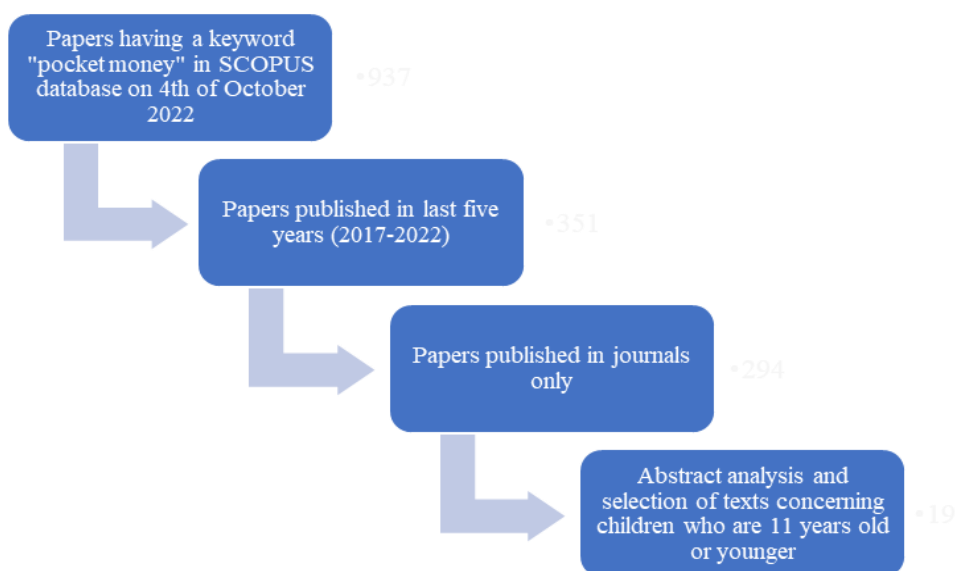 Papers having a keyword
"pocket money" in SCOPUS
database on 4th of October
2022
•937
Papers published in last five
years (2017-2022)
•351
Papers published in journals
only
•294
Abstract analysis and
selection of texts concerning
children who are 11 years old
or younger
•19